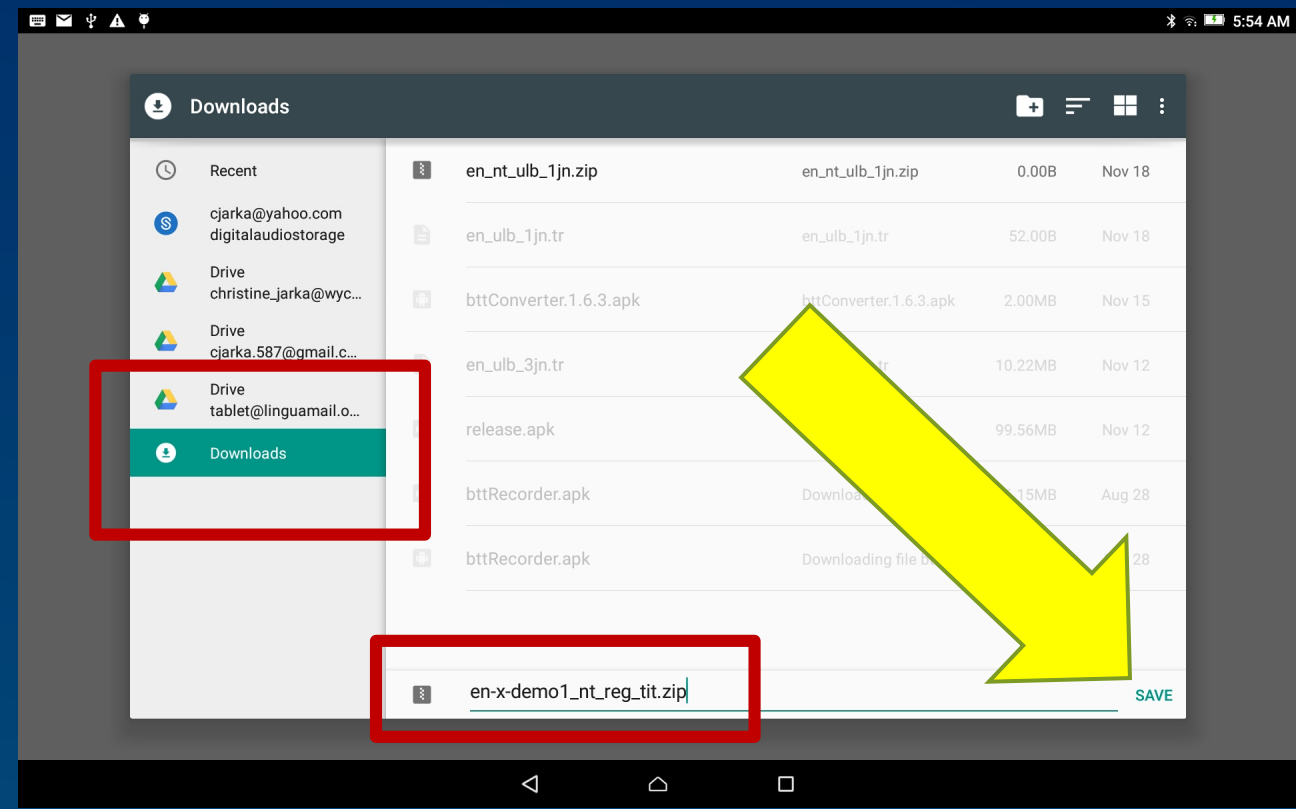 5:54 AM
Downloads
Recent
cjarka@yahoo.com
digitalaudiostorage
Drive
christine_jarka@wyc...
Drive
cjarka.587@gmail.c...
Drive
tablet@linguamail.o...
Downloads
en_nt_ulb_1jn.zip en_nt_ulb_1jn.zip 0.00B Nov 18
en_ulb_1jn.tr en_ulb_1jn.tr 52.00B Nov 18
bttConverter.1.6.3.apk bttConverter.1.6.3.apk 2.00MB Nov 15
en_ulb_3jn.tr 10.22MB Nov 12
release.apk 99.56MB Nov 12
bttRecorder.apk Aug 28
bttRecorder.apk Downloading file 28
en-x-demo1_nt_reg_tit.zip
SAVE